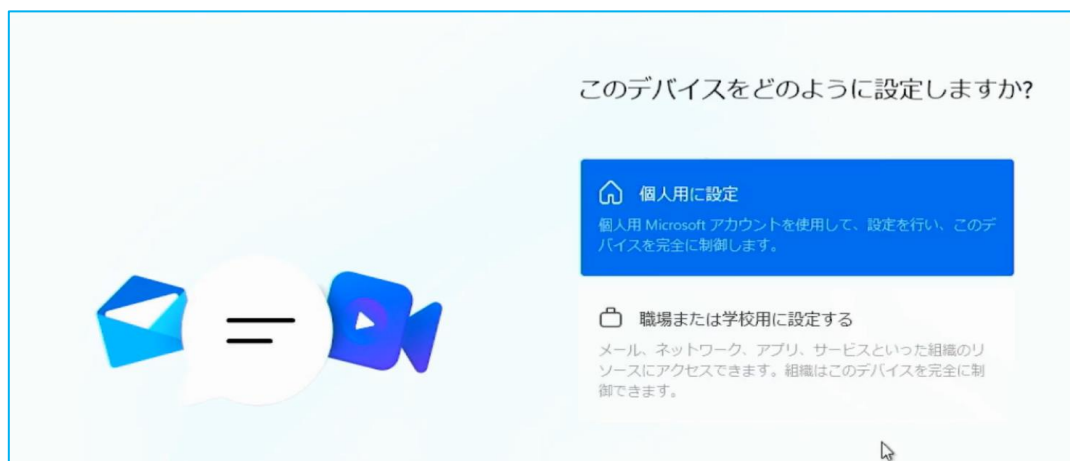 このデバイスをどのように設定しますか?
個人用に設定
個人用 Microsoft アカウントを使用して、設定を行い、このデ
バイスを完全に制御します。
職場または学校用に設定する
メール、ネットワーク、アプリ、サービスといった組織のリ
ソースにアクセスできます。組織はこのデバイスを完全に制
御できます。